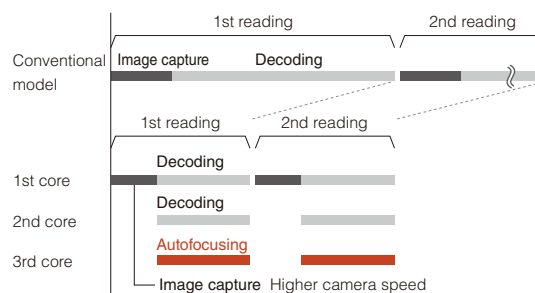 1st reading
2nd reading
Conventional
model
Image capture
Decoding
1st reading
2nd reading
Decoding
1st core
Decoding
2nd core
Autofocusing
3rd core
Image capture
Higher camera speed